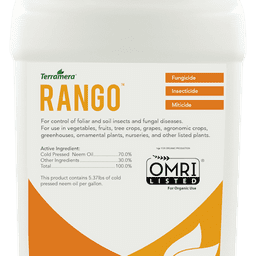 Terramera®
RANGO™
Fungicide
Insecticide
Miticide
For control of foliar and soil insects and fungal diseases.
For use in vegetables, fruits, tree crops, grapes, agronomic crops,
greenhouses, ornamental plants, nurseries, and other listed plants.
Active Ingredient:
Cold Pressed Neem Oil.....................70.0%
Other Ingredients..............................30.0%
Total...................................................100.0%
This product contains 5.37lbs of cold
pressed neem oil per gallon.
OMRI®
LISTED
For Organic Use